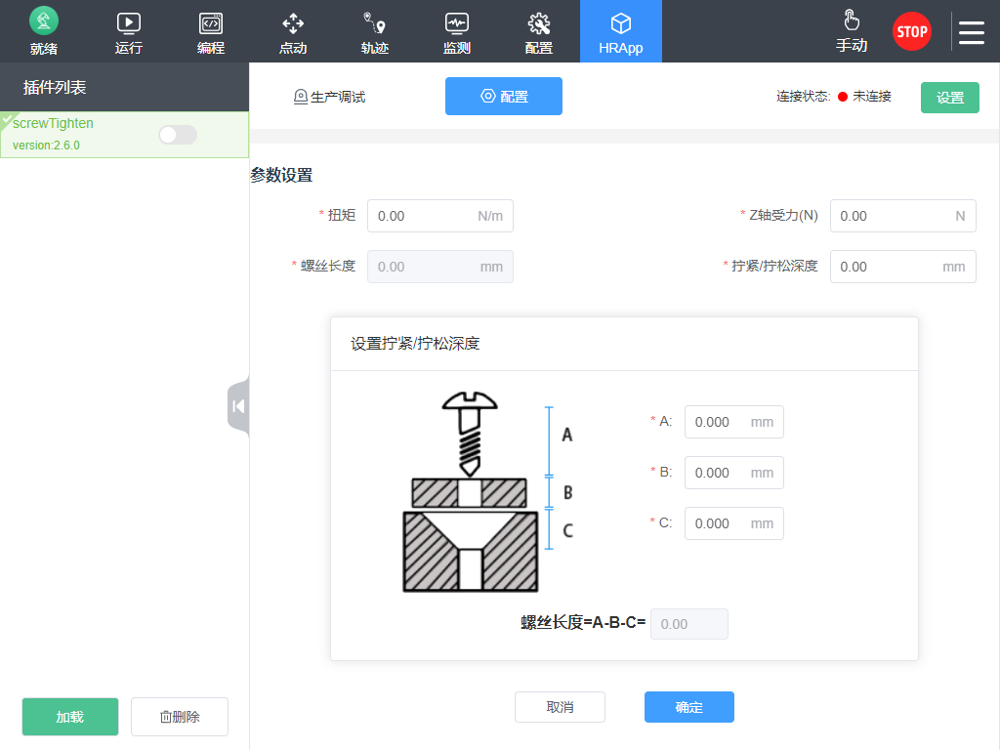 就绪
运行
编程
点动
轨迹
监测
配置
HRApp
手动
STOP
插件列表
生产调试
配置
连接状态: 未连接
设置
screwTighten
version:2.6.0
参数设置
* 扭矩 0.00 N/m
* Z轴受力(N) 0.00 N
* 螺丝长度 0.00 mm
* 拧紧/拧松深度 0.00 mm
设置拧紧/拧松深度
A
B
C
* A: 0.000 mm
* B: 0.000 mm
* C: 0.000 mm
螺丝长度=A-B-C= 0.00
加载
删除
取消
确定